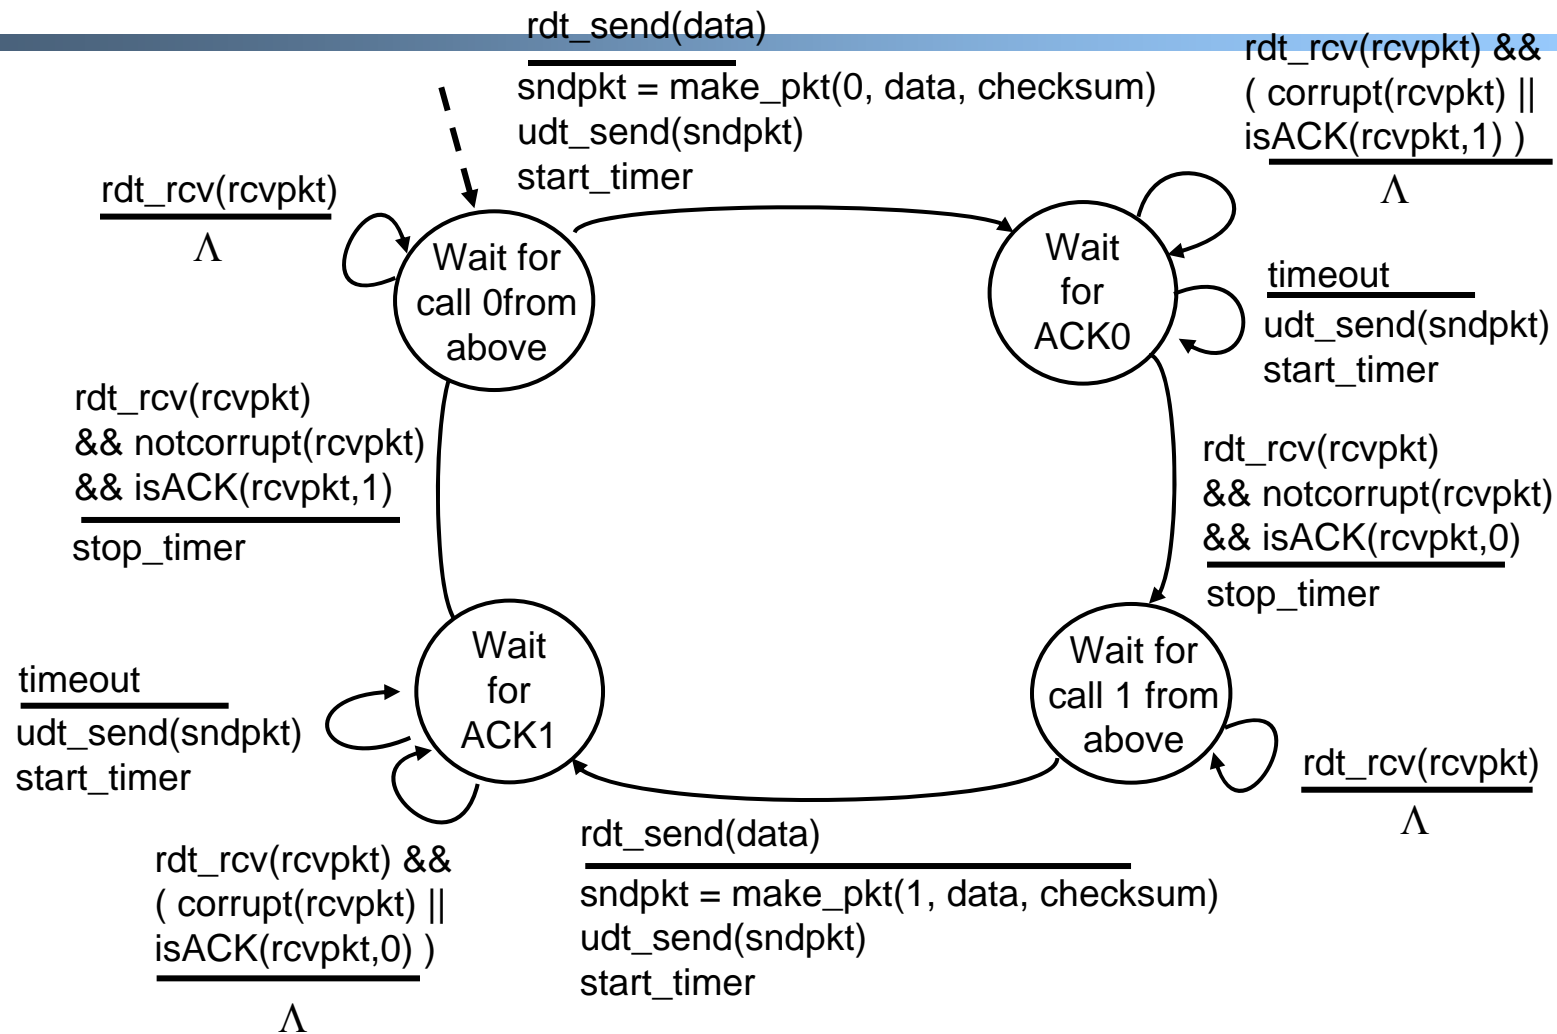 rdt_send(data)
sndpkt = make_pkt(0, data, checksum)
udt_send(sndpkt)
start_timer
rdt_rcv(rcvpkt) &&
( corrupt(rcvpkt) ||
isACK(rcvpkt,1) )
Λ
rdt_rcv(rcvpkt)
Λ
Wait for
call 0from
above
Wait
for
ACK0
timeout
udt_send(sndpkt)
start_timer
rdt_rcv(rcvpkt)
&& notcorrupt(rcvpkt)
&& isACK(rcvpkt,1)
stop_timer
rdt_rcv(rcvpkt)
&& notcorrupt(rcvpkt)
&& isACK(rcvpkt,0)
stop_timer
timeout
udt_send(sndpkt)
start_timer
Wait
for
ACK1
Wait for
call 1 from
above
rdt_rcv(rcvpkt)
Λ
rdt_rcv(rcvpkt) &&
( corrupt(rcvpkt) ||
isACK(rcvpkt,0) )
Λ
rdt_send(data)
sndpkt = make_pkt(1, data, checksum)
udt_send(sndpkt)
start_timer